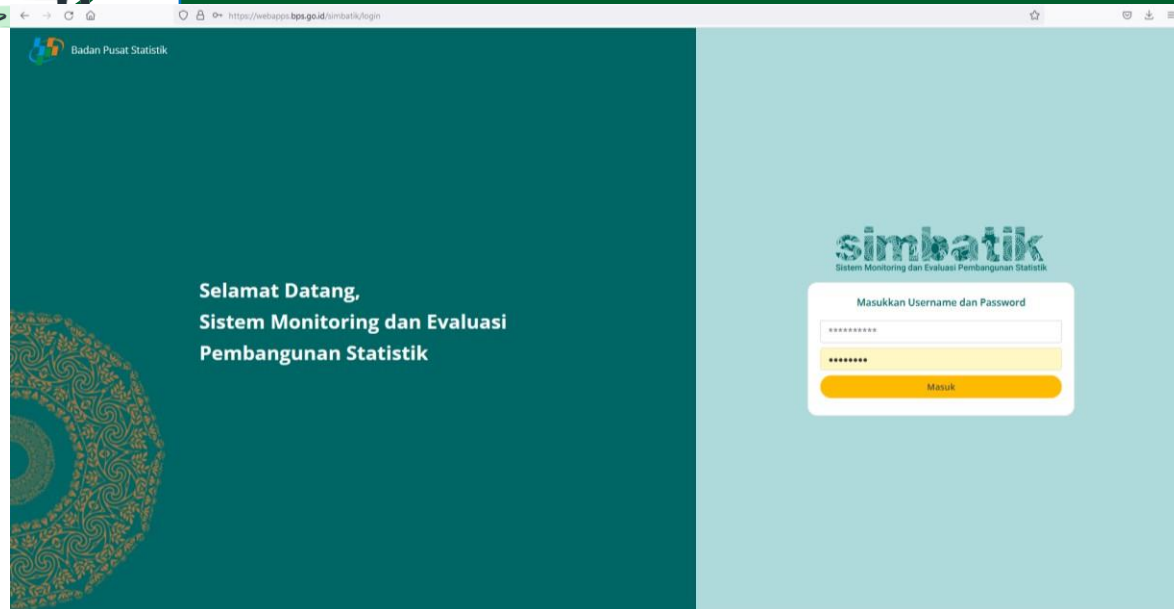 https://webapps.bps.go.id/simbatik/login
Badan Pusat Statistik
Selamat Datang,
Sistem Monitoring dan Evaluasi
Pembangunan Statistik
simbatik
Sistem Monitoring dan Evaluasi Pembangunan Statistik
Masukkan Username dan Password
**********
••••••••
Masuk